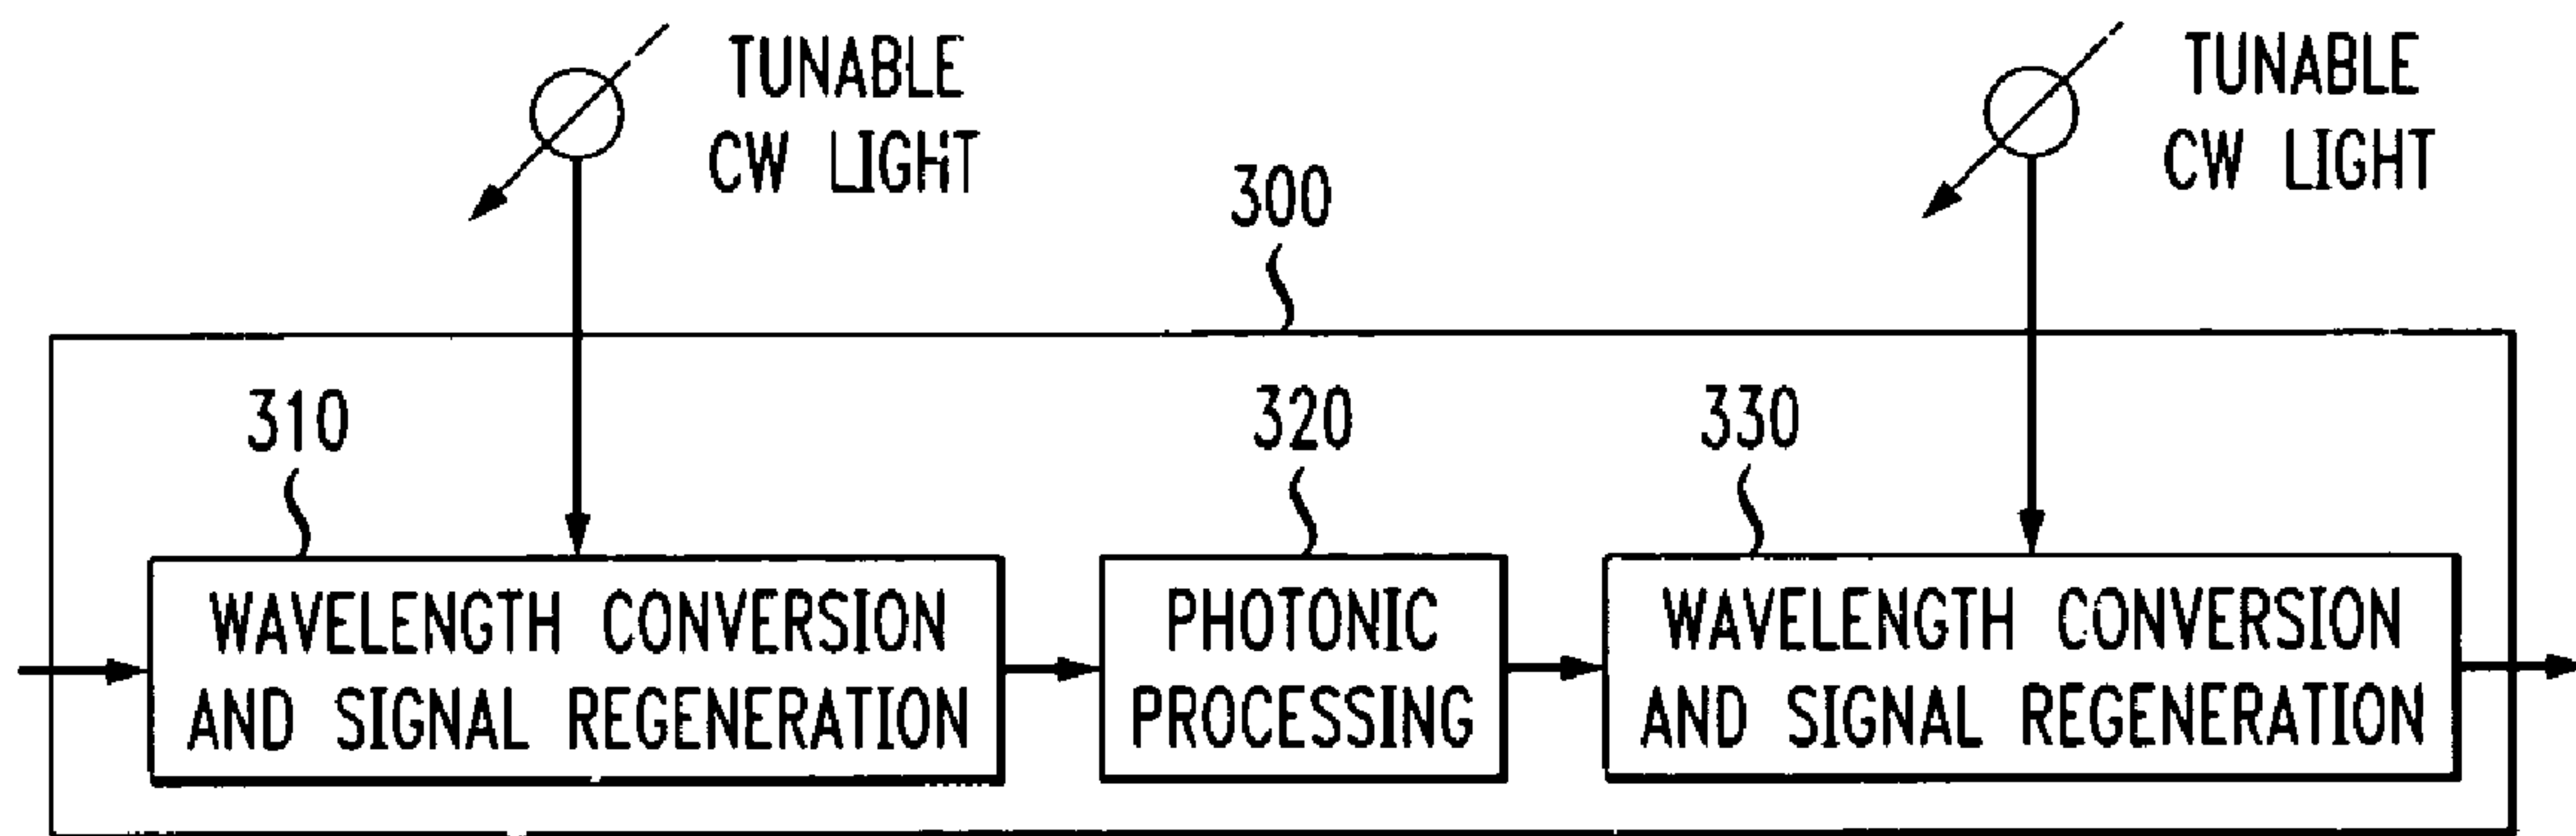 TUNABLE
CW LIGHT
TUNABLE
CW LIGHT
300
310
320
330
WAVELENGTH CONVERSION
AND SIGNAL REGENERATION
PHOTONIC
PROCESSING
WAVELENGTH CONVERSION
AND SIGNAL REGENERATION